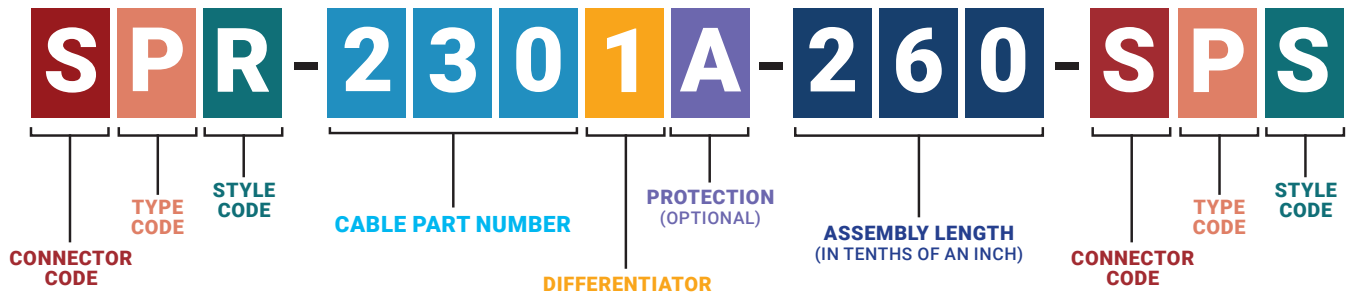 SPR-2301A-260-SPS
CONNECTOR
CODE
TYPE
CODE
STYLE
CODE
CABLE PART NUMBER
DIFFERENTIATOR
PROTECTION
(OPTIONAL)
ASSEMBLY LENGTH
(IN TENTHS OF AN INCH)
CONNECTOR
CODE
TYPE
CODE
STYLE
CODE